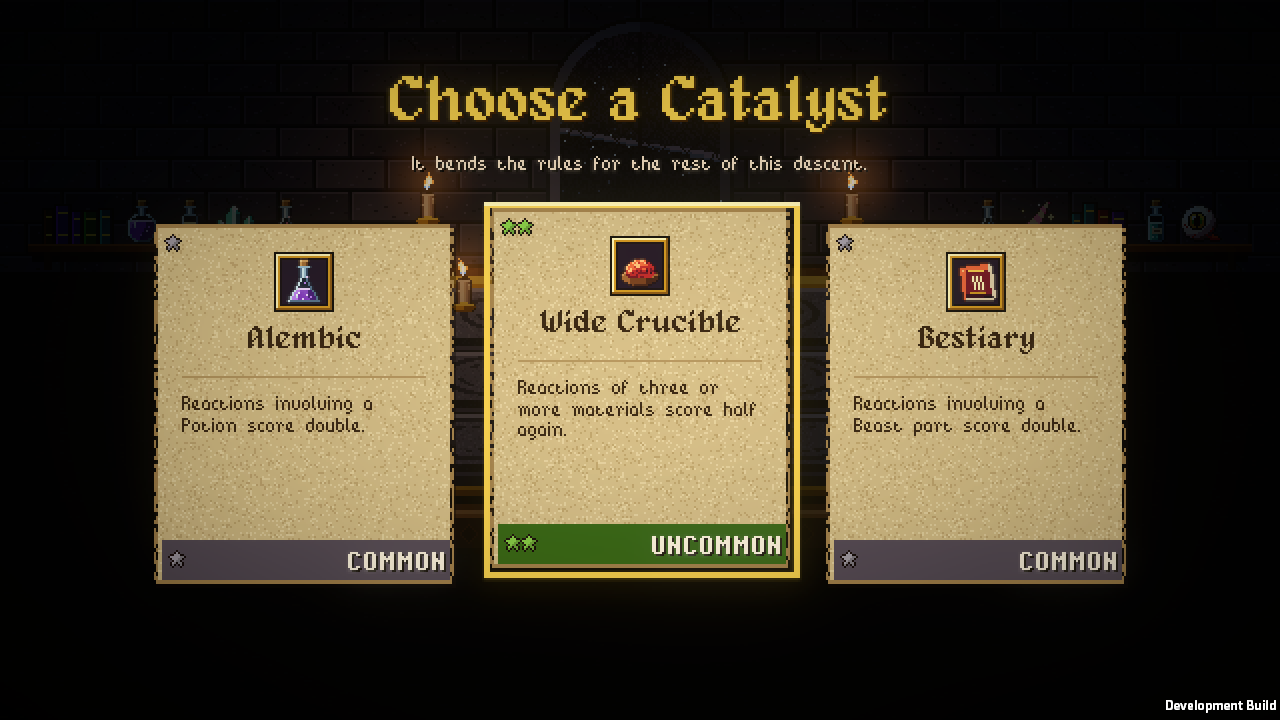 Choose a Catalyst
It bends the rules for the rest of this descent.
Alembic
Reactions involving a
Potion score double.
COMMON
Wide Crucible
Reactions of three or
more materials score half
again.
UNCOMMON
Bestiary
Reactions involving a
Beast part score double.
COMMON
Development Build